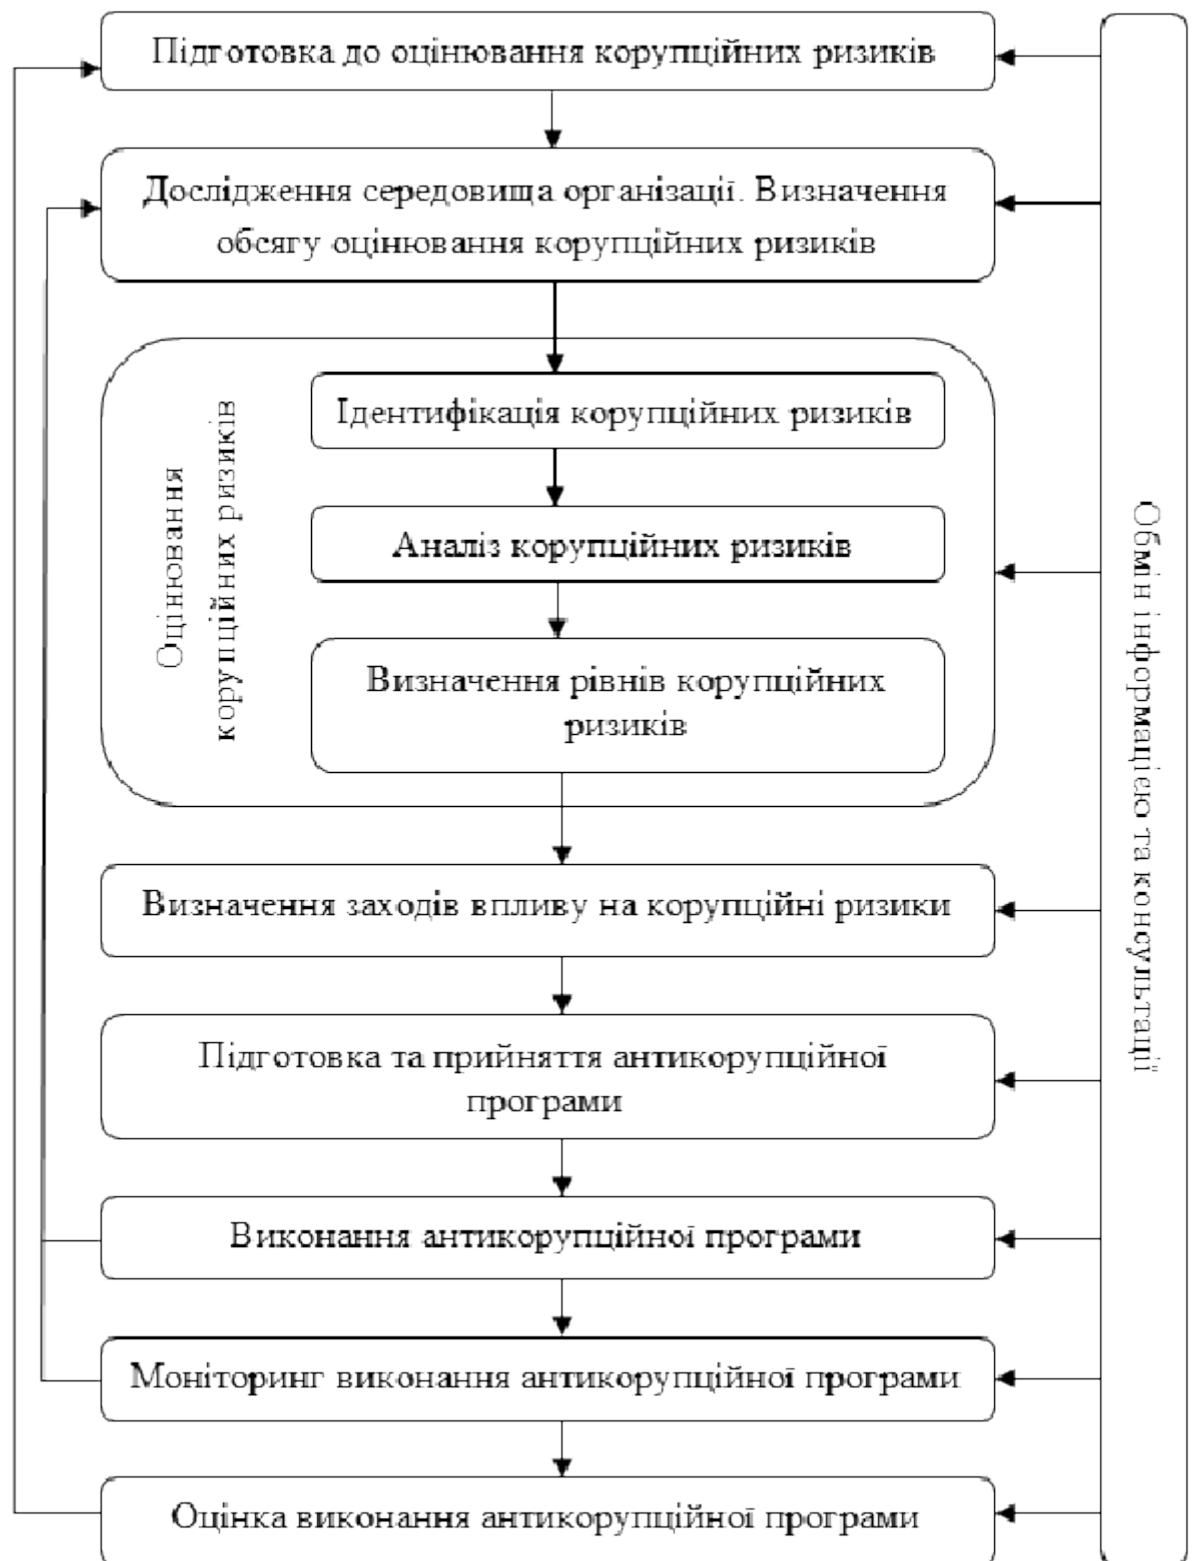 Підготовка до оцінювання корупційних ризиків
Дослідження середовища організації. Визначення
обсягу оцінювання корупційних ризиків
Оцінювання
корупційних ризиків
Ідентифікація корупційних ризиків
Аналіз корупційних ризиків
Визначення рівнів корупційних
ризиків
Визначення заходів впливу на корупційні ризики
Підготовка та прийняття антикорупційної
програми
Виконання антикорупційної програми
Моніторинг виконання антикорупційної програми
Оцінка виконання антикорупційної програми
Обмін інформацією та консультації